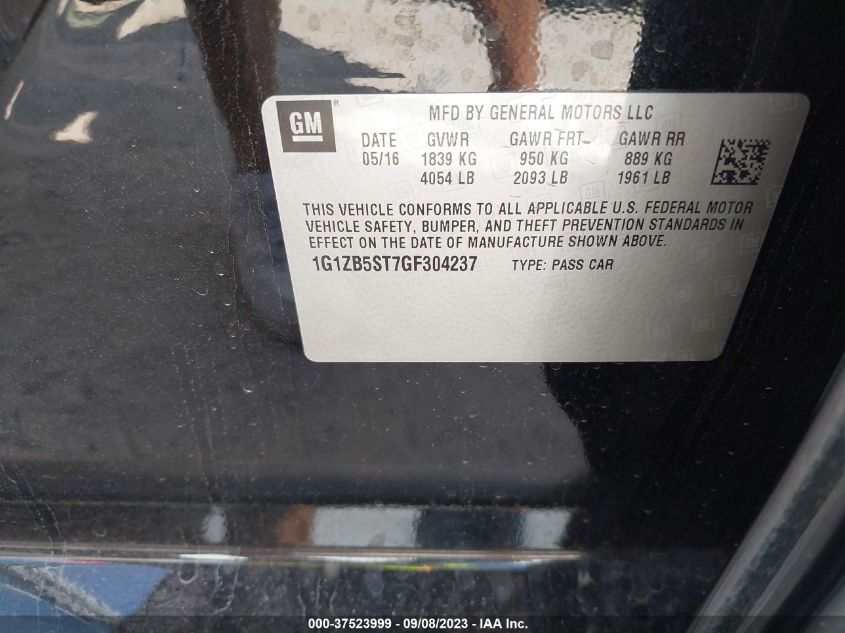 GM ®
MFD BY GENERAL MOTORS LLC
DATE GVWR GAWR FRT GAWR RR
05/16 1839 KG 950 KG 889 KG
4054 LB 2093 LB 1961 LB
THIS VEHICLE CONFORMS TO ALL APPLICABLE U.S. FEDERAL MOTOR
VEHICLE SAFETY, BUMPER, AND THEFT PREVENTION STANDARDS IN
EFFECT ON THE DATE OF MANUFACTURE SHOWN ABOVE.
1G1ZB5ST7GF304237 TYPE: PASS CAR
000-37523999 - 09/08/2023 - IAA Inc.